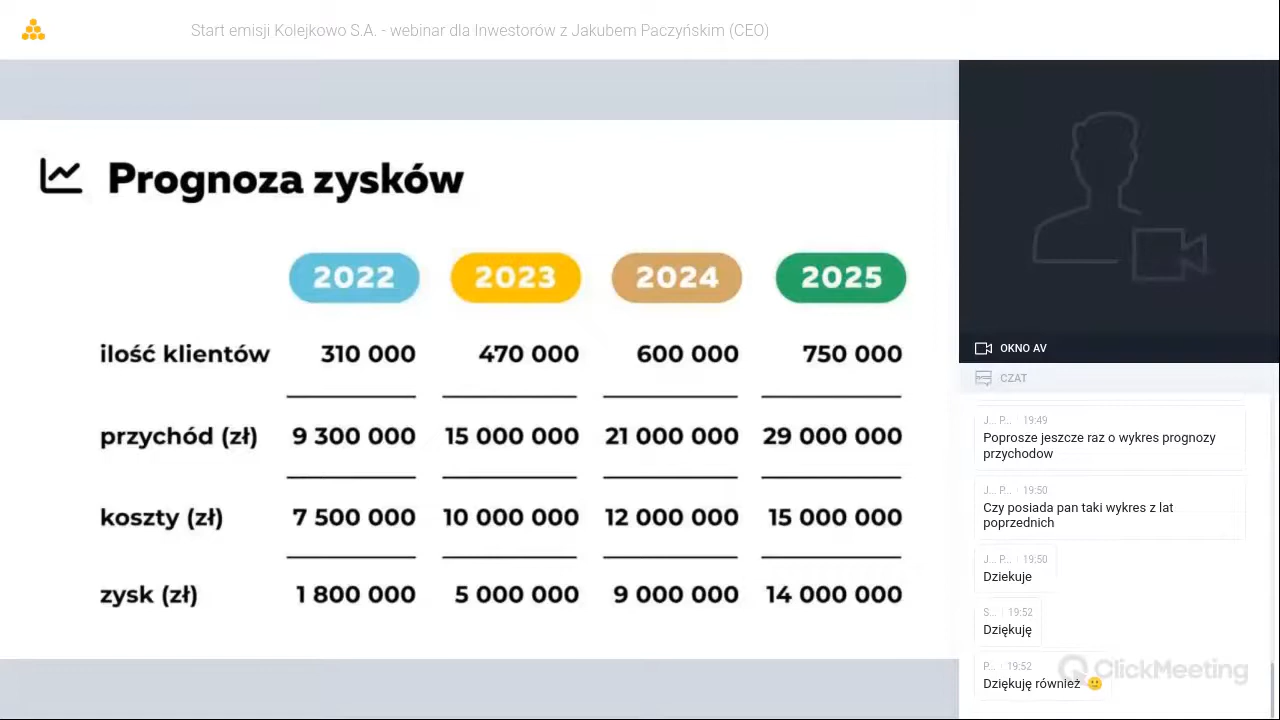 Start emisji Kolejkowo S.A. - webinar dla Inwestorów z Jakubem Paczyńskim (CEO)
Prognoza zysków
2022 2023 2024 2025
ilość klientów 310 000 470 000 600 000 750 000
przychód (zł) 9 300 000 15 000 000 21 000 000 29 000 000
koszty (zł) 7 500 000 10 000 000 12 000 000 15 000 000
zysk (zł) 1 800 000 5 000 000 9 000 000 14 000 000
OKNO AV
CZAT
J... P... 19:49
Poprosze jeszcze raz o wykres prognozy
przychodow
J... P... 19:50
Czy posiada pan taki wykres z lat
poprzednich
J... P... 19:50
Dziekuje
S... 19:52
Dziękuję
P... 19:52
Dziękuję również 🙂
ClickMeeting